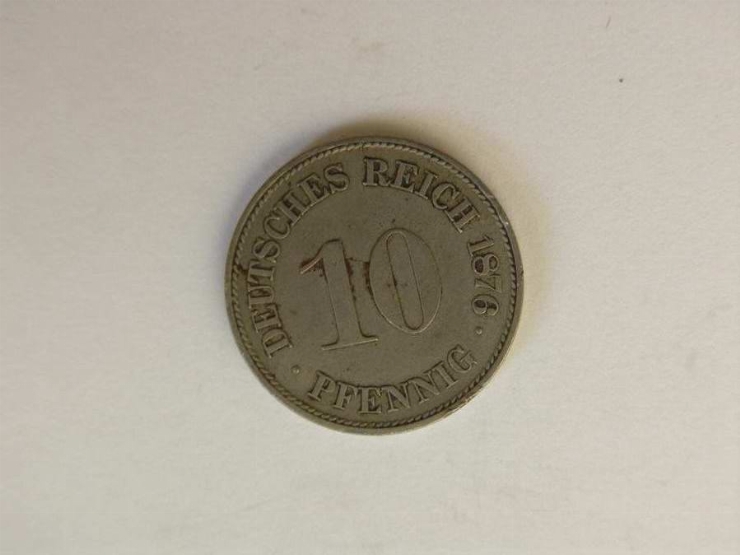 DEUTSCHES REICH 1876 ·
10
· PFENNIG